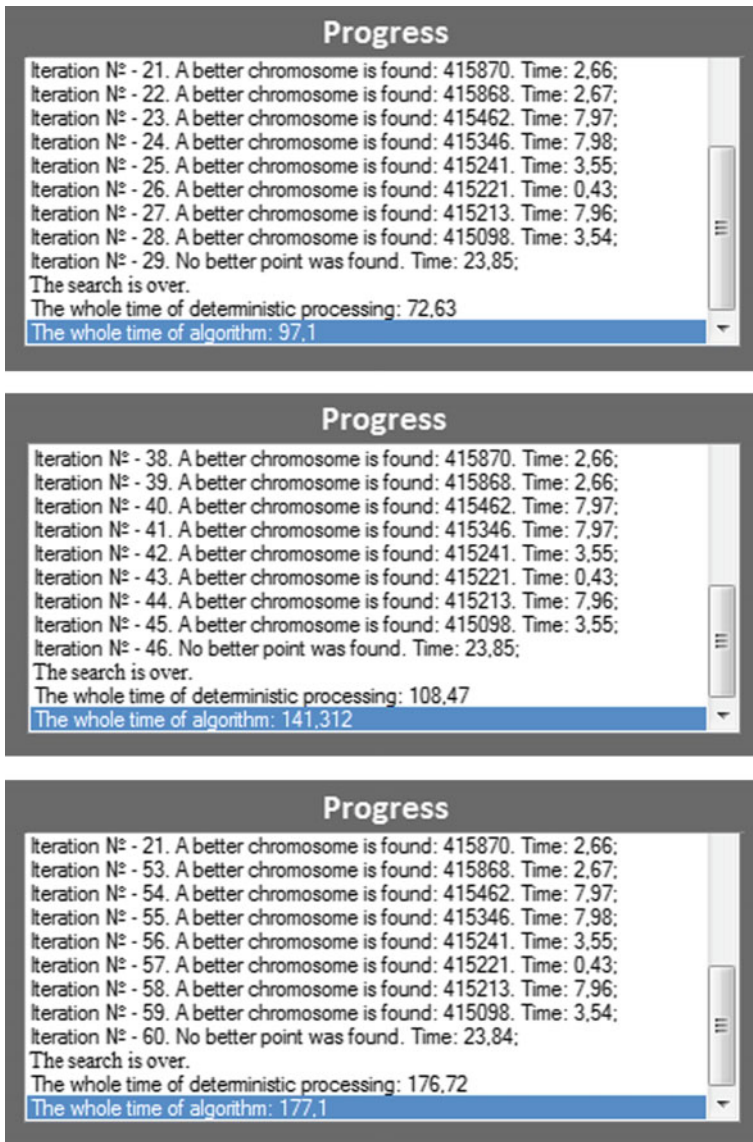 Progress
Iteration Nº - 21. A better chromosome is found: 415870. Time: 2,66;
Iteration Nº - 22. A better chromosome is found: 415868. Time: 2,67;
Iteration Nº - 23. A better chromosome is found: 415462. Time: 7,97;
Iteration Nº - 24. A better chromosome is found: 415346. Time: 7,98;
Iteration Nº - 25. A better chromosome is found: 415241. Time: 3,55;
Iteration Nº - 26. A better chromosome is found: 415221. Time: 0,43;
Iteration Nº - 27. A better chromosome is found: 415213. Time: 7,96;
Iteration Nº - 28. A better chromosome is found: 415098. Time: 3,54;
Iteration Nº - 29. No better point was found. Time: 23,85;
The search is over.
The whole time of deterministic processing: 72,63
The whole time of algorithm: 97,1
Progress
Iteration Nº - 38. A better chromosome is found: 415870. Time: 2,66;
Iteration Nº - 39. A better chromosome is found: 415868. Time: 2,66;
Iteration Nº - 40. A better chromosome is found: 415462. Time: 7,97;
Iteration Nº - 41. A better chromosome is found: 415346. Time: 7,97;
Iteration Nº - 42. A better chromosome is found: 415241. Time: 3,55;
Iteration Nº - 43. A better chromosome is found: 415221. Time: 0,43;
Iteration Nº - 44. A better chromosome is found: 415213. Time: 7,96;
Iteration Nº - 45. A better chromosome is found: 415098. Time: 3,55;
Iteration Nº - 46. No better point was found. Time: 23,85;
The search is over.
The whole time of deterministic processing: 108,47
The whole time of algorithm: 141,312
Progress
Iteration Nº - 21. A better chromosome is found: 415870. Time: 2,66;
Iteration Nº - 53. A better chromosome is found: 415868. Time: 2,67;
Iteration Nº - 54. A better chromosome is found: 415462. Time: 7,97;
Iteration Nº - 55. A better chromosome is found: 415346. Time: 7,98;
Iteration Nº - 56. A better chromosome is found: 415241. Time: 3,55;
Iteration Nº - 57. A better chromosome is found: 415221. Time: 0,43;
Iteration Nº - 58. A better chromosome is found: 415213. Time: 7,96;
Iteration Nº - 59. A better chromosome is found: 415098. Time: 3,54;
Iteration Nº - 60. No better point was found. Time: 23,84;
The search is over.
The whole time of deterministic processing: 176,72
The whole time of algorithm: 177,1